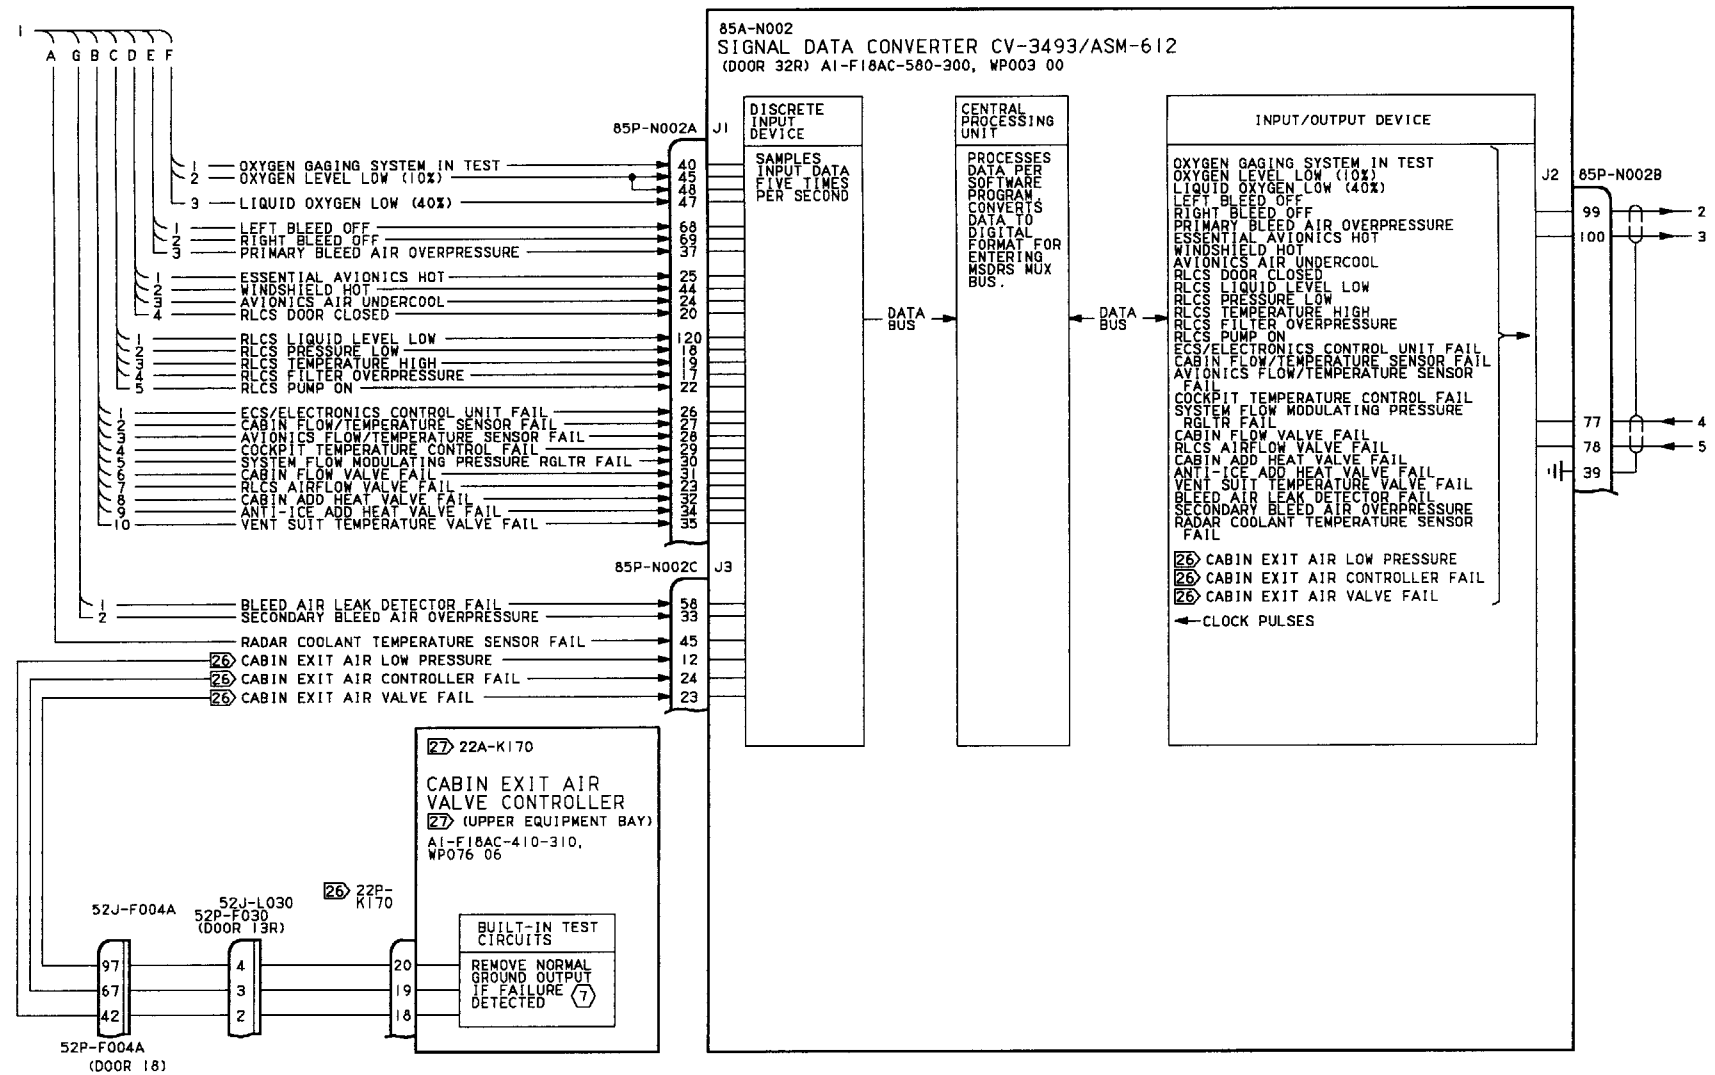 1
A G B C D E F
85A-N002
SIGNAL DATA CONVERTER CV-3493/ASM-612
(DOOR 32R) A1-F18AC-580-300, WP003 00
85P-N002A J1
1 OXYGEN GAGING SYSTEM IN TEST 40
2 OXYGEN LEVEL LOW (10%) 45
48
3 LIQUID OXYGEN LOW (40%) 47
1 LEFT BLEED OFF 68
2 RIGHT BLEED OFF 69
3 PRIMARY BLEED AIR OVERPRESSURE 37
1 ESSENTIAL AVIONICS HOT 25
2 WINDSHIELD HOT 44
3 AVIONICS AIR UNDERCOOL 24
4 RLCS DOOR CLOSED 20
1 RLCS LIQUID LEVEL LOW 120
2 RLCS PRESSURE LOW 18
3 RLCS TEMPERATURE HIGH 19
4 RLCS FILTER OVERPRESSURE 17
5 RLCS PUMP ON 22
1 ECS/ELECTRONICS CONTROL UNIT FAIL 26
2 CABIN FLOW/TEMPERATURE SENSOR FAIL 27
3 AVIONICS FLOW/TEMPERATURE SENSOR FAIL 28
4 COCKPIT TEMPERATURE CONTROL FAIL 29
5 SYSTEM FLOW MODULATING PRESSURE RGLTR FAIL 30
6 CABIN FLOW VALVE FAIL 31
7 RLCS AIRFLOW VALVE FAIL 23
8 CABIN ADD HEAT VALVE FAIL 32
9 ANTI-ICE ADD HEAT VALVE FAIL 34
10 VENT SUIT TEMPERATURE VALVE FAIL 35
85P-N002C J3
1 BLEED AIR LEAK DETECTOR FAIL 58
2 SECONDARY BLEED AIR OVERPRESSURE 33
RADAR COOLANT TEMPERATURE SENSOR FAIL 45
26 CABIN EXIT AIR LOW PRESSURE 12
26 CABIN EXIT AIR CONTROLLER FAIL 24
26 CABIN EXIT AIR VALVE FAIL 23
DISCRETE
INPUT
DEVICE
SAMPLES
INPUT DATA
FIVE TIMES
PER SECOND
DATA
BUS
CENTRAL
PROCESSING
UNIT
PROCESSES
DATA PER
SOFTWARE
PROGRAM.
CONVERTS
DATA TO
DIGITAL
FORMAT FOR
ENTERING
MSDRS MUX
BUS.
DATA
BUS
INPUT/OUTPUT DEVICE
OXYGEN GAGING SYSTEM IN TEST
OXYGEN LEVEL LOW (10%)
LIQUID OXYGEN LOW (40%)
LEFT BLEED OFF
RIGHT BLEED OFF
PRIMARY BLEED AIR OVERPRESSURE
ESSENTIAL AVIONICS HOT
WINDSHIELD HOT
AVIONICS AIR UNDERCOOL
RLCS DOOR CLOSED
RLCS LIQUID LEVEL LOW
RLCS PRESSURE LOW
RLCS TEMPERATURE HIGH
RLCS FILTER OVERPRESSURE
RLCS PUMP ON
ECS/ELECTRONICS CONTROL UNIT FAIL
CABIN FLOW/TEMPERATURE SENSOR FAIL
AVIONICS FLOW/TEMPERATURE SENSOR
FAIL
COCKPIT TEMPERATURE CONTROL FAIL
SYSTEM FLOW MODULATING PRESSURE
RGLTR FAIL
CABIN FLOW VALVE FAIL
RLCS AIRFLOW VALVE FAIL
CABIN ADD HEAT VALVE FAIL
ANTI-ICE ADD HEAT VALVE FAIL
VENT SUIT TEMPERATURE VALVE FAIL
BLEED AIR LEAK DETECTOR FAIL
SECONDARY BLEED AIR OVERPRESSURE
RADAR COOLANT TEMPERATURE SENSOR
FAIL
26 CABIN EXIT AIR LOW PRESSURE
26 CABIN EXIT AIR CONTROLLER FAIL
26 CABIN EXIT AIR VALVE FAIL
CLOCK PULSES
J2 85P-N002B
99 2
100 3
77 4
78 5
39
27 22A-K170
CABIN EXIT AIR
VALVE CONTROLLER
27 (UPPER EQUIPMENT BAY)
A1-F18AC-410-310,
WP076 06
26 22P-
K170
52J-F004A
52J-L030
52P-F030
(DOOR 13R)
BUILT-IN TEST
CIRCUITS
REMOVE NORMAL
GROUND OUTPUT
IF FAILURE
DETECTED 7
97 4 20
67 3 19
42 2 18
52P-F004A
(DOOR 18)